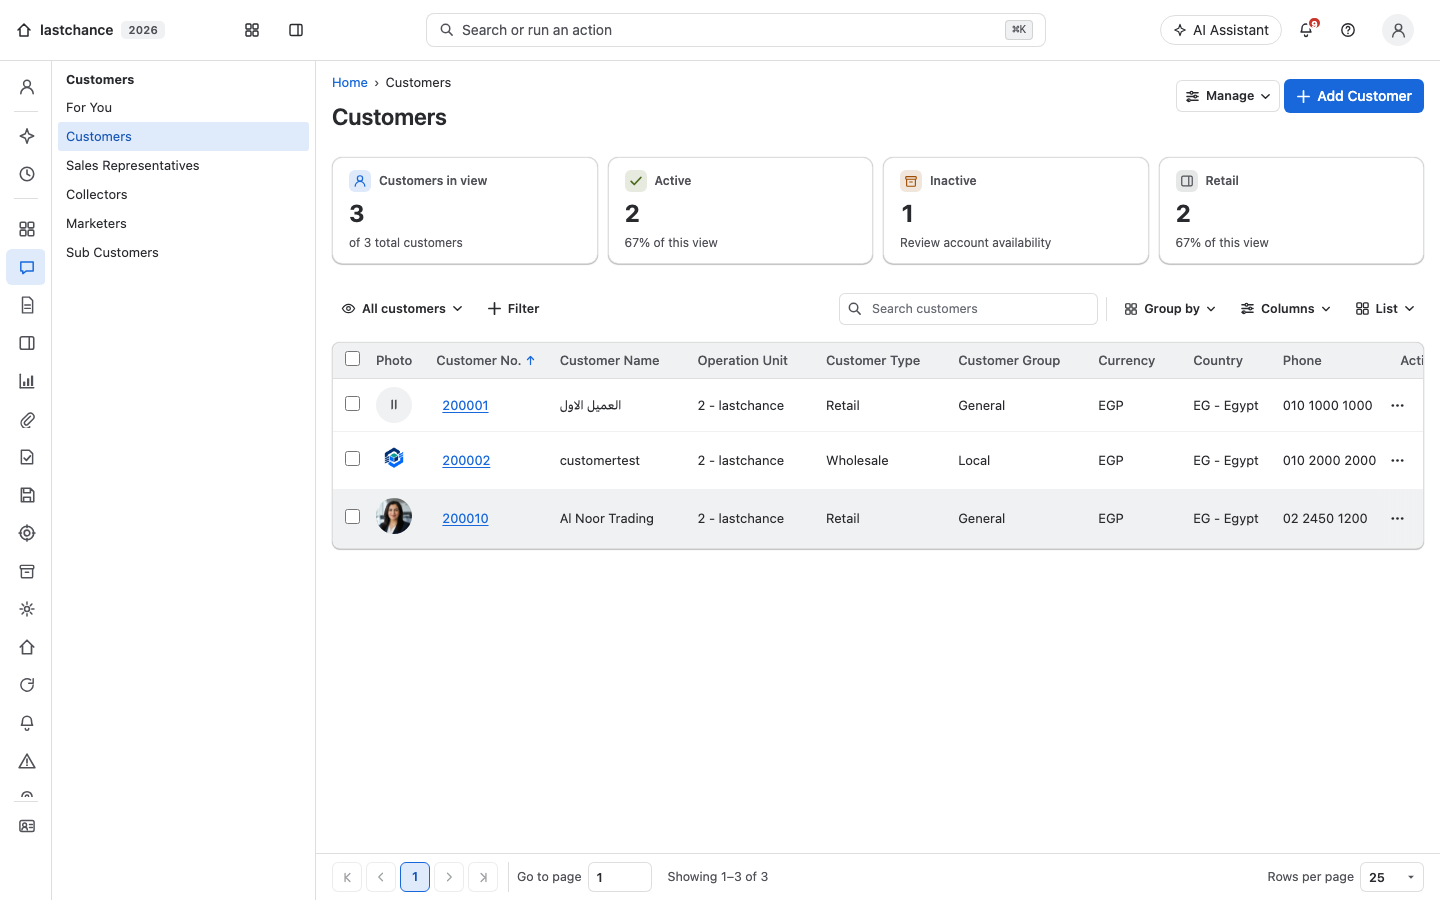 lastchance 2026
Search or run an action ⌘K
AI Assistant
9
Customers
For You
Customers
Sales Representatives
Collectors
Marketers
Sub Customers
Home › Customers
Customers
Manage
Add Customer
Customers in view
3
of 3 total customers
Active
2
67% of this view
Inactive
1
Review account availability
Retail
2
67% of this view
All customers
Filter
Search customers
Group by
Columns
List
Photo Customer No. Customer Name Operation Unit Customer Type Customer Group Currency Country Phone Acti
اا 200001 العميل الاول 2 - lastchance Retail General EGP EG - Egypt 010 1000 1000
200002 customertest 2 - lastchance Wholesale Local EGP EG - Egypt 010 2000 2000
200010 Al Noor Trading 2 - lastchance Retail General EGP EG - Egypt 02 2450 1200
1
Go to page 1
Showing 1–3 of 3
Rows per page 25